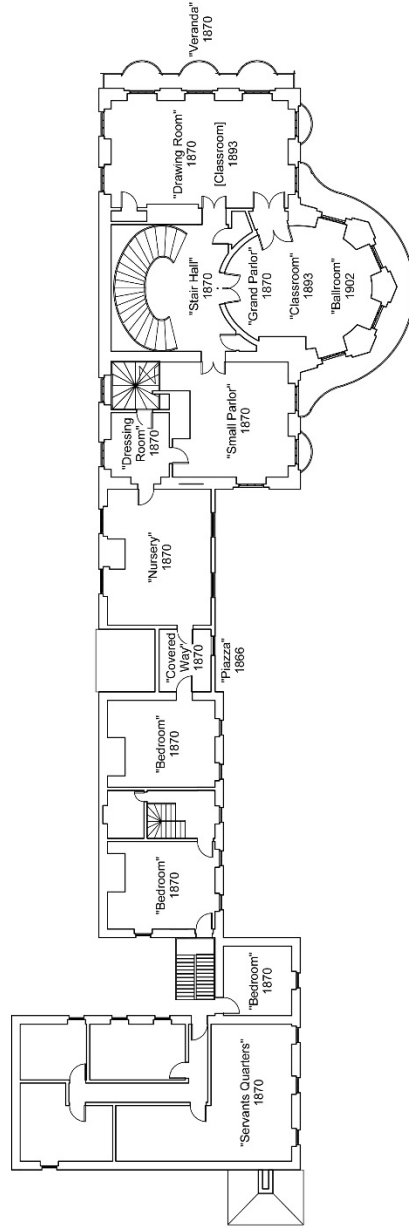 "Servants Quarters"
1870
"Bedroom"
1870
"Bedroom"
1870
"Bedroom"
1870
"Covered
Way"
1870
"Piazza"
1866
"Nursery"
1870
"Dressing
Room"
1870
"Small Parlor"
1870
"Stair Hall"
1870
"Grand Parlor"
1870
"Classroom"
1893
"Ballroom"
1902
"Drawing Room"
1870
[Classroom]
1893
"Veranda"
1870